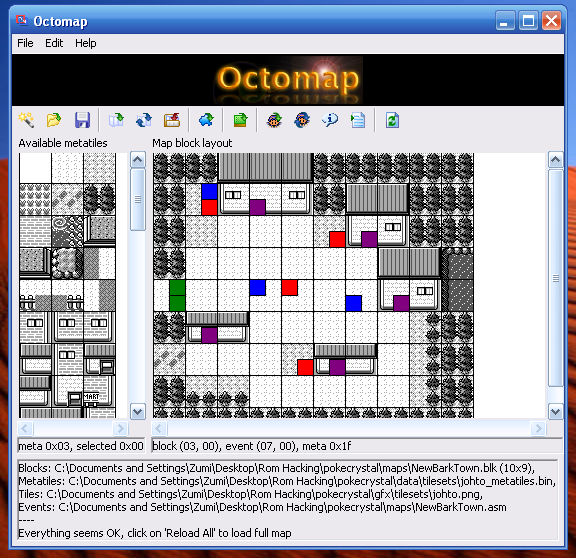 Octomap
File Edit Help
Octomap
Available metatiles
Map block layout
MART
meta 0x03, selected 0x00
block (03, 00), event (07, 00), meta 0x1f
Blocks: C:\Documents and Settings\Zumi\Desktop\Rom Hacking\pokecrystal\maps\NewBarkTown.blk (10x9),
Metatiles: C:\Documents and Settings\Zumi\Desktop\Rom Hacking\pokecrystal\data\tilesets\johto_metatiles.bin,
Tiles: C:\Documents and Settings\Zumi\Desktop\Rom Hacking\pokecrystal\gfx\tilesets\johto.png,
Events: C:\Documents and Settings\Zumi\Desktop\Rom Hacking\pokecrystal\maps\NewBarkTown.asm
----
Everything seems OK, click on 'Reload All' to load full map